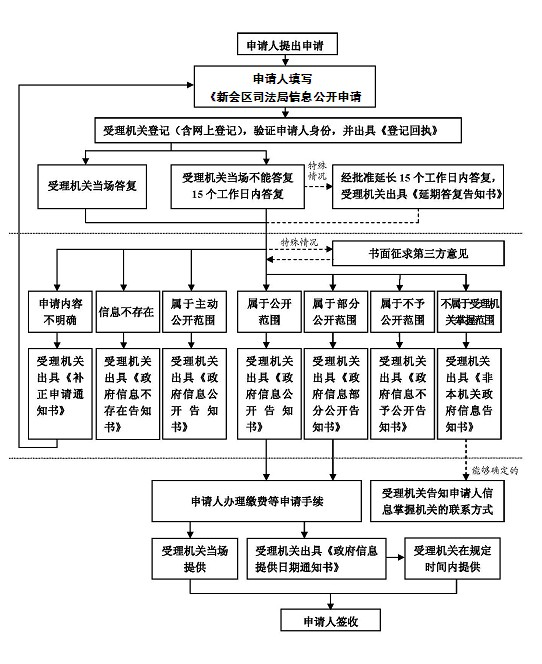 申请人提出申请
申请人填写
《新会区司法局信息公开申请
受理机关登记（含网上登记），验证申请人身份，并出具《登记回执》
受理机关当场答复
受理机关当场不能答复
15个工作日内答复
特殊
情况
经批准延长15个工作日内答复，
受理机关出具《延期答复告知书》
特殊情况
书面征求第三方意见
申请内容
不明确
信息不存在
属于主动
公开范围
属于公开
范围
属于部分
公开范围
属于不予
公开范围
不属于受理机
关掌握范围
受理机关
出具《补
正申请通
知书》
受理机关
出具《政
府信息不
存在告知
书》
受理机关
出具《政
府信息公
开告知
书》
受理机关
出具《政
府信息公
开告知
书》
受理机关
出具《政
府信息部
分公开告
知书》
受理机关
出具《政
府信息不
予公开告
知书》
受理机关
出具《非
本机关政
府信息告
知书》
能够确定的
申请人办理缴费等申请手续
受理机关告知申请人信
息掌握机关的联系方式
受理机关当场
提供
受理机关出具《政府信息
提供日期通知书》
受理机关在规定
时间内提供
申请人签收